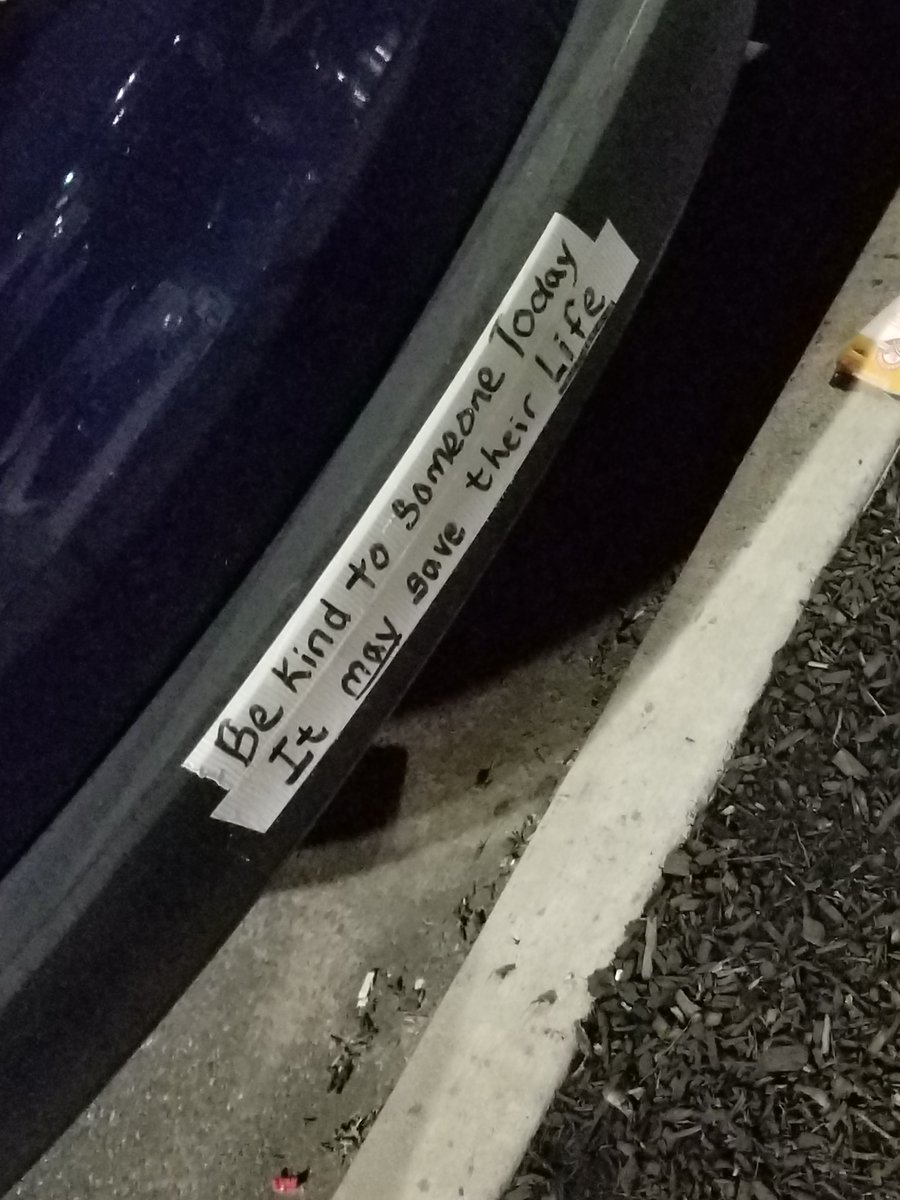 Be kind to someone Today
It may save their Life